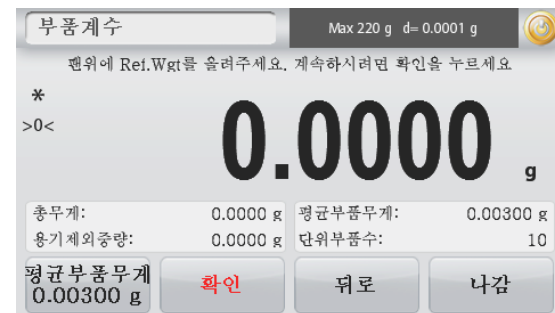 부품계수
Max 220 g d= 0.0001 g
팬위에 Ref.Wgt를 올려주세요. 계속하시려면 확인을 누르세요
*
>0<
0.0000 g
총무게: 0.0000 g 평균부품무게: 0.00300 g
용기제외중량: 0.0000 g 단위부품수: 10
평균부품무게
0.00300 g
확인
뒤로
나감